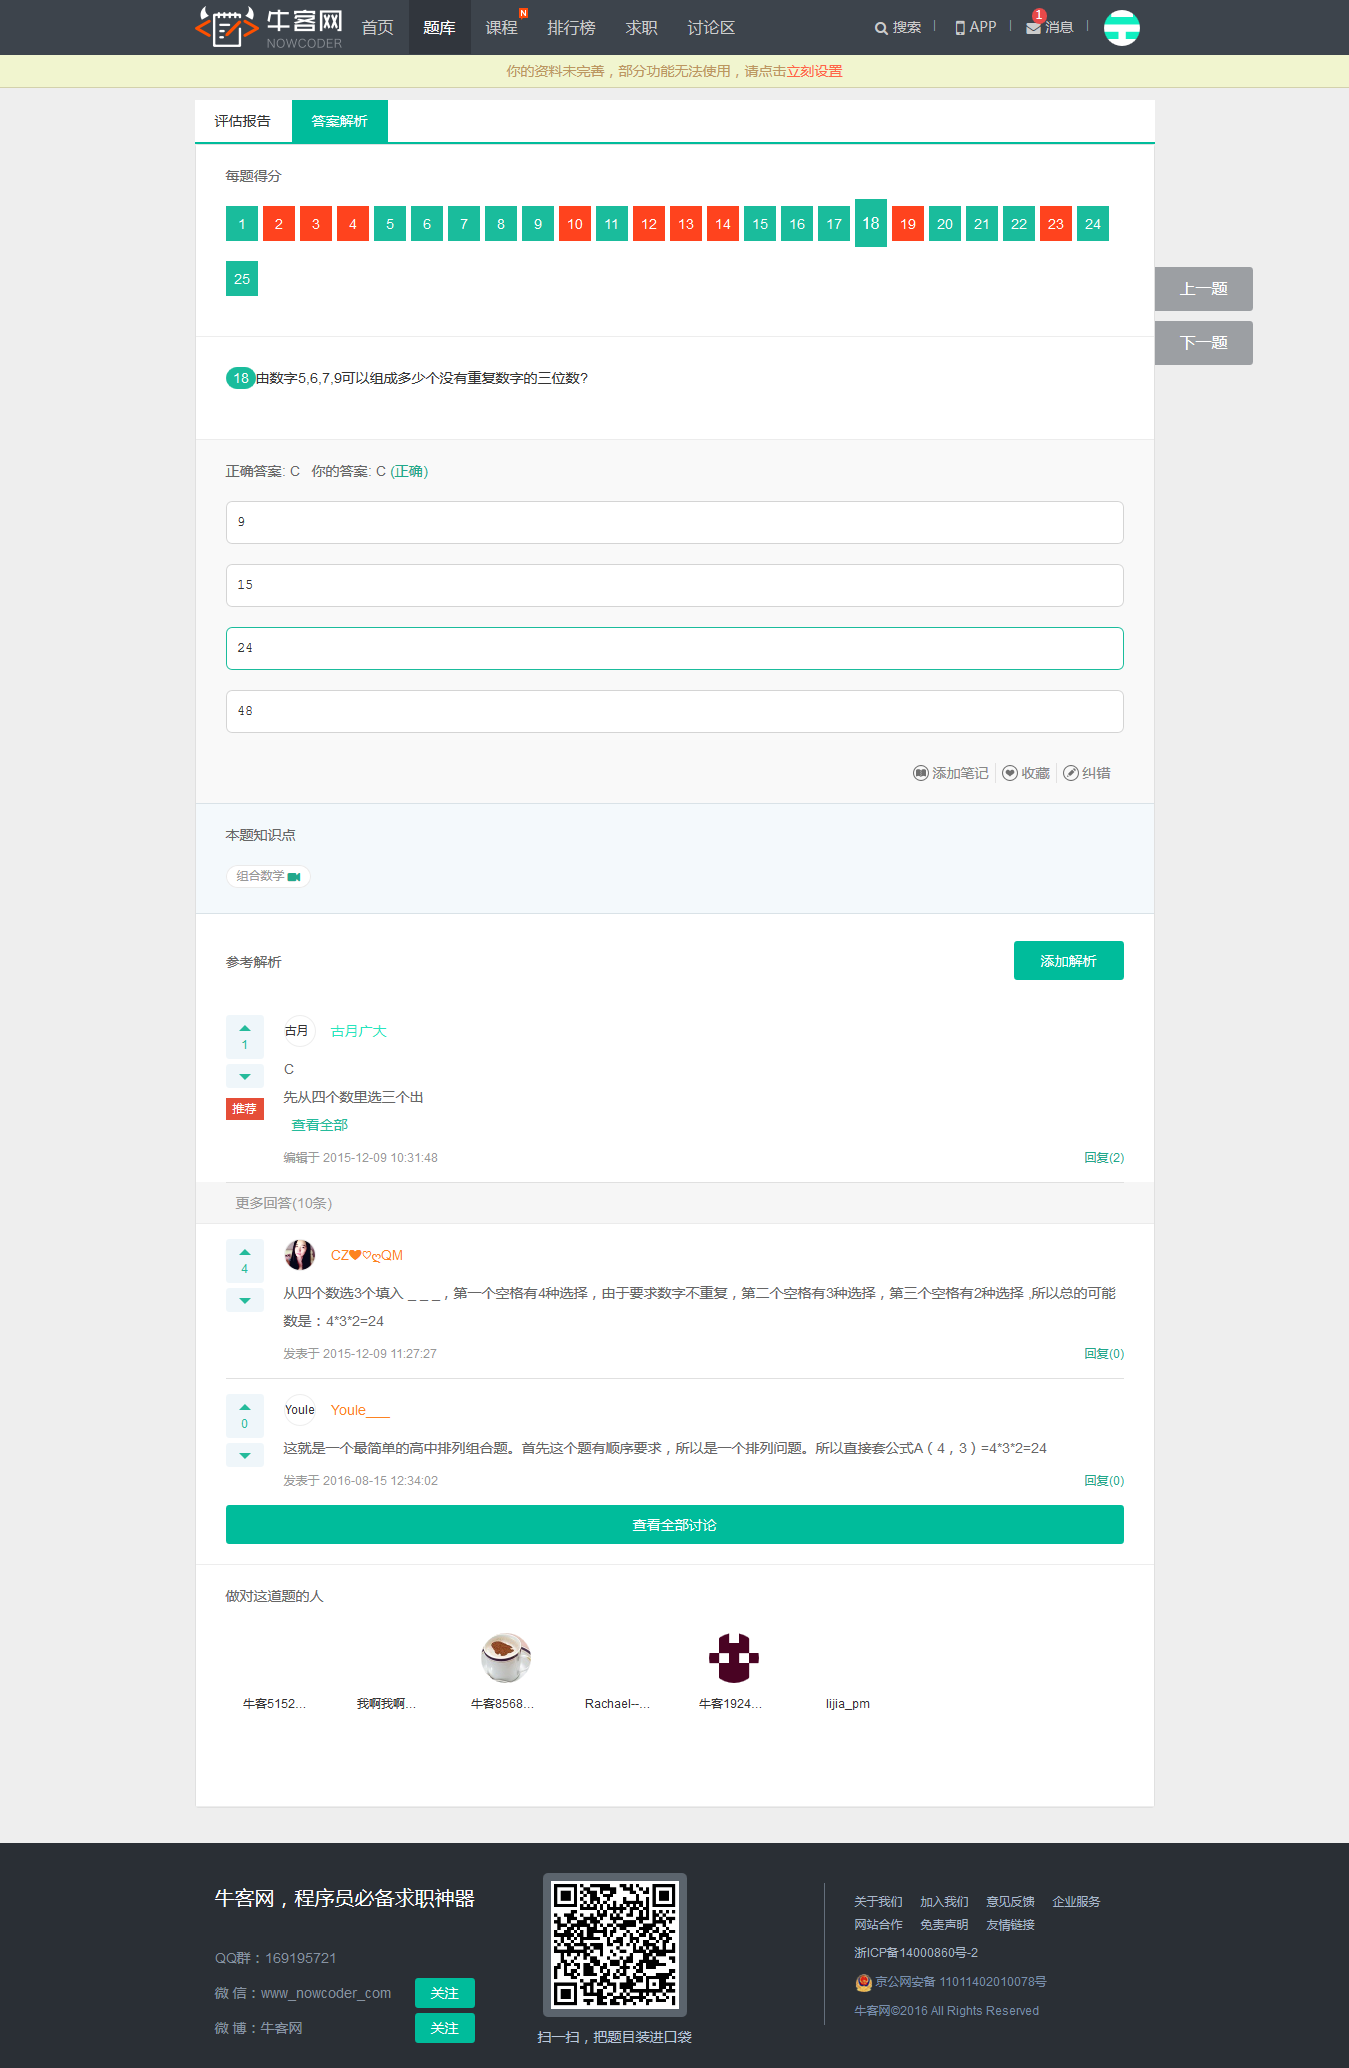 牛客网
NOWCODER
首页
题库
课程
N
排行榜
求职
讨论区
搜索
APP
1
消息
你的资料未完善，部分功能无法使用，请点击立刻设置
评估报告
答案解析
每题得分
1 2 3 4 5 6 7 8 9 10 11 12 13 14 15 16 17 18 19 20 21 22 23 24
25
上一题
下一题
18由数字5,6,7,9可以组成多少个没有重复数字的三位数?
正确答案: C 你的答案: C (正确)
9
15
24
48
添加笔记
收藏
纠错
本题知识点
组合数学
参考解析
添加解析
1
古月
古月广大
C
先从四个数里选三个出
推荐
查看全部
编辑于 2015-12-09 10:31:48
回复(2)
更多回答(10条)
4
CZ❤♡ღQM
从四个数选3个填入 _ _ _，第一个空格有4种选择，由于要求数字不重复，第二个空格有3种选择，第三个空格有2种选择 ,所以总的可能
数是：4*3*2=24
发表于 2015-12-09 11:27:27
回复(0)
0
Youle
Youle___
这就是一个最简单的高中排列组合题。首先这个题有顺序要求，所以是一个排列问题。所以直接套公式A（4，3）=4*3*2=24
发表于 2016-08-15 12:34:02
回复(0)
查看全部讨论
做对这道题的人
牛客5152...
我啊我啊...
牛客8568...
Rachael--...
牛客1924...
lijia_pm
牛客网，程序员必备求职神器
QQ群：169195721
微 信：www_nowcoder_com
关注
微 博：牛客网
关注
扫一扫，把题目装进口袋
关于我们 加入我们 意见反馈 企业服务
网站合作 免责声明 友情链接
浙ICP备14000860号-2
京公网安备 11011402010078号
牛客网©2016 All Rights Reserved